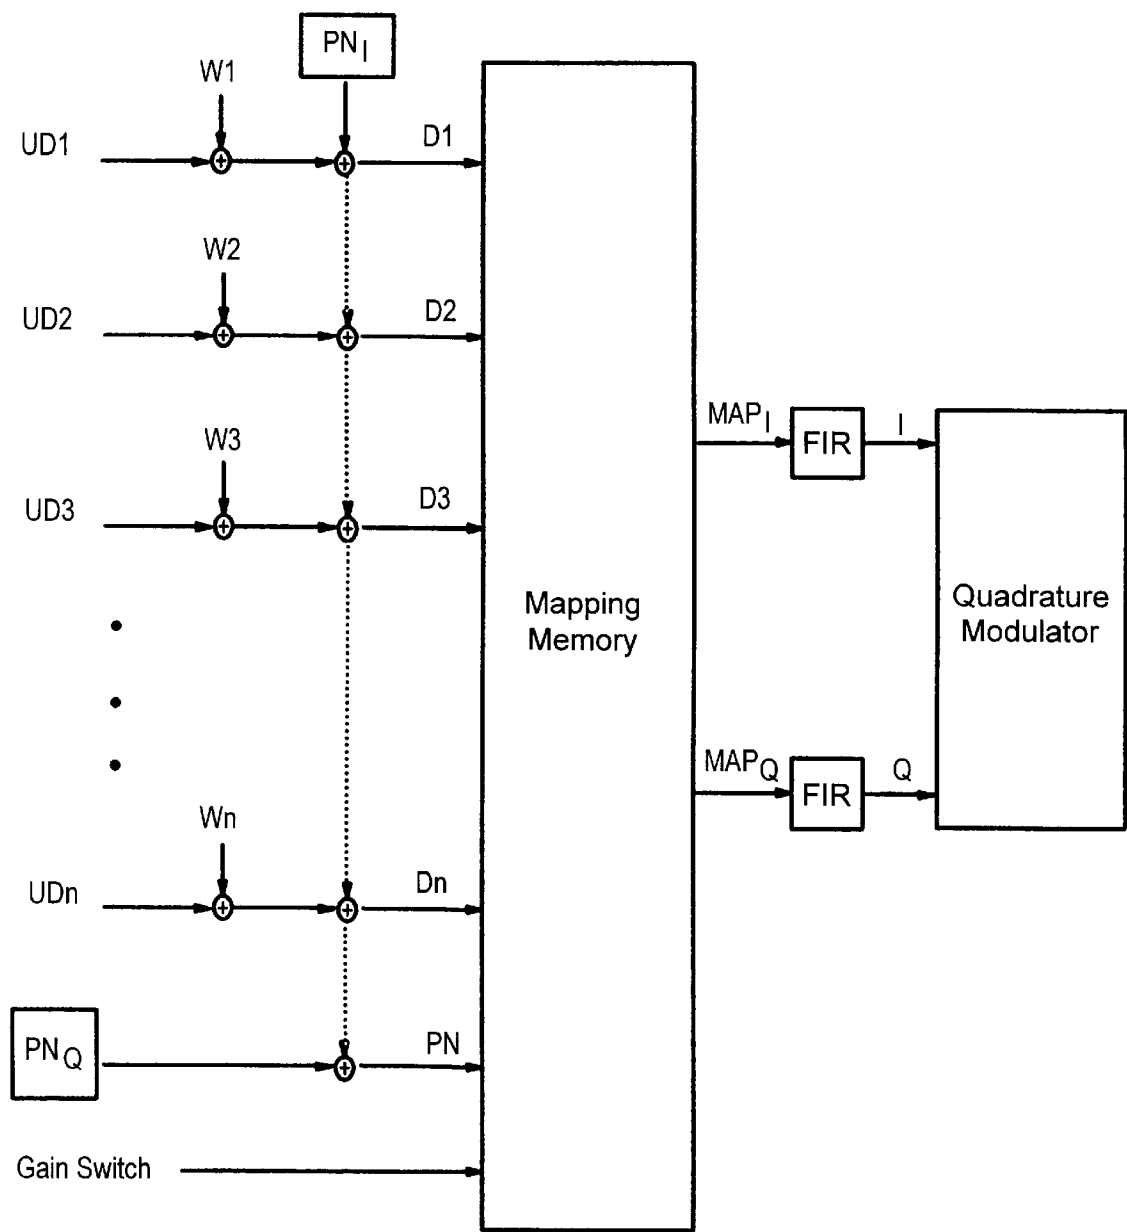 PN_I
W1
UD1
D1
W2
UD2
D2
W3
UD3
D3
MAP_I
FIR
I
Mapping
Memory
Quadrature
Modulator
MAP_Q
FIR
Q
Wn
UDn
Dn
PN_Q
PN
Gain Switch